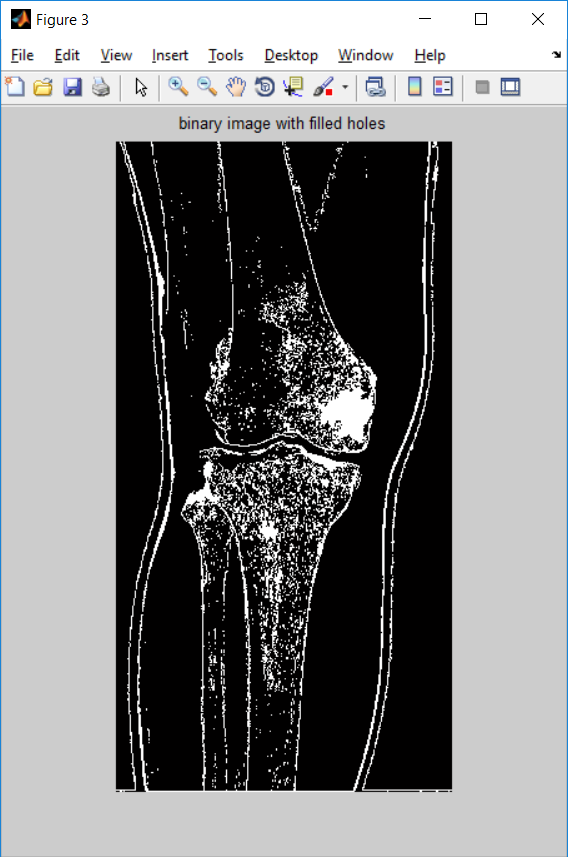 Figure 3
File Edit View Insert Tools Desktop Window Help
binary image with filled holes